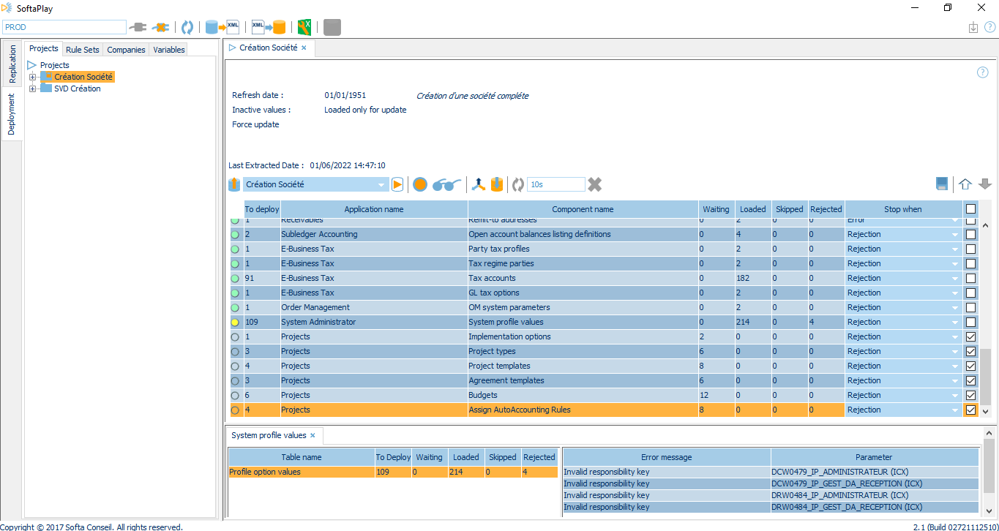 SoftaPlay
PROD
XML XML X
Replication
Deployment
Projects Rule Sets Companies Variables
Projects
Création Société
SVD Création
Création Société
Refresh date : 01/01/1951 Création d'une société complète
Inactive values : Loaded only for update
Force update
Last Extracted Date : 01/06/2022 14:47:10
Création Société 10s
To deploy Application name Component name Waiting Loaded Skipped Rejected Stop when
1 Receivables Remit-to addresses 0 2 0 0 Error
2 Subledger Accounting Open account balances listing definitions 0 4 0 0 Rejection
1 E-Business Tax Party tax profiles 0 2 0 0 Rejection
1 E-Business Tax Tax regime parties 0 2 0 0 Rejection
91 E-Business Tax Tax accounts 0 182 0 0 Rejection
1 E-Business Tax GL tax options 0 2 0 0 Rejection
1 Order Management OM system parameters 0 2 0 0 Rejection
109 System Administrator System profile values 0 214 0 4 Rejection
1 Projects Implementation options 2 0 0 0 Rejection
3 Projects Project types 6 0 0 0 Rejection
4 Projects Project templates 8 0 0 0 Rejection
3 Projects Agreement templates 6 0 0 0 Rejection
6 Projects Budgets 12 0 0 0 Rejection
4 Projects Assign AutoAccounting Rules 8 0 0 0 Rejection
System profile values
Table name To Deploy Waiting Loaded Skipped Rejected
Profile option values 109 0 214 0 4
Error message Parameter
Invalid responsibility key DCW0479_IP_ADMINISTRATEUR (ICX)
Invalid responsibility key DCW0479_IP_GEST_DA_RECEPTION (ICX)
Invalid responsibility key DRW0484_IP_ADMINISTRATEUR (ICX)
Invalid responsibility key DRW0484_IP_GEST_DA_RECEPTION (ICX)
Copyright © 2017 Softa Conseil. All rights reserved. 2.1 (Build 02721112510)